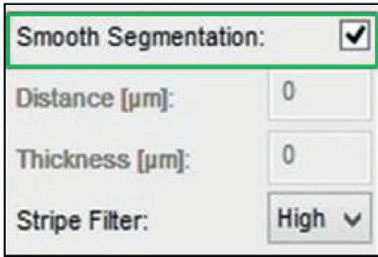 Smooth Segmentation:
Distance [µm]: 0
Thickness [µm]: 0
Stripe Filter: High